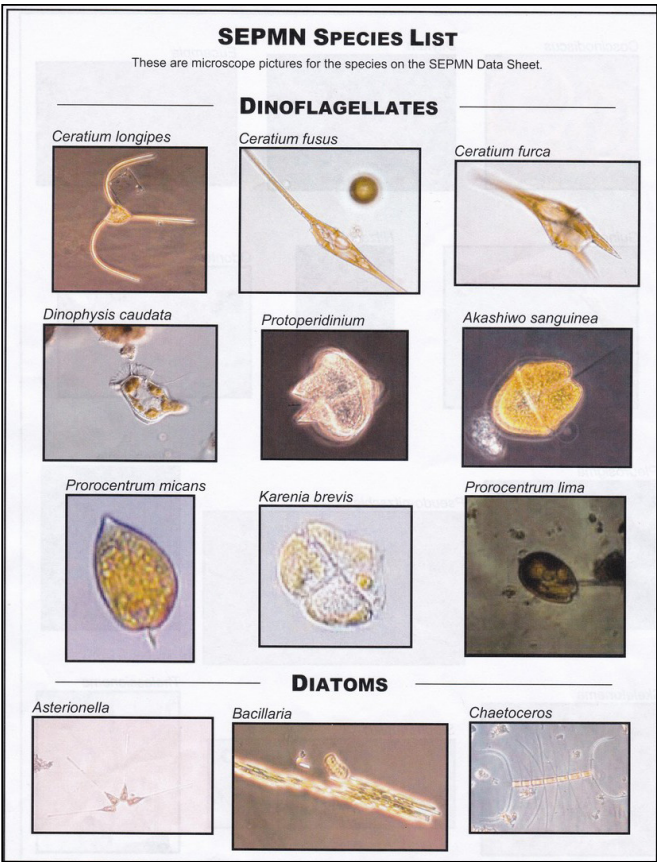 SEPMN SPECIES LIST
These are microscope pictures for the species on the SEPMN Data Sheet.
DINOFLAGELLATES
Ceratium longipes
Ceratium fusus
Ceratium furca
Dinophysis caudata
Protoperidinium
Akashiwo sanguinea
Prorocentrum micans
Karenia brevis
Prorocentrum lima
DIATOMS
Asterionella
Bacillaria
Chaetoceros